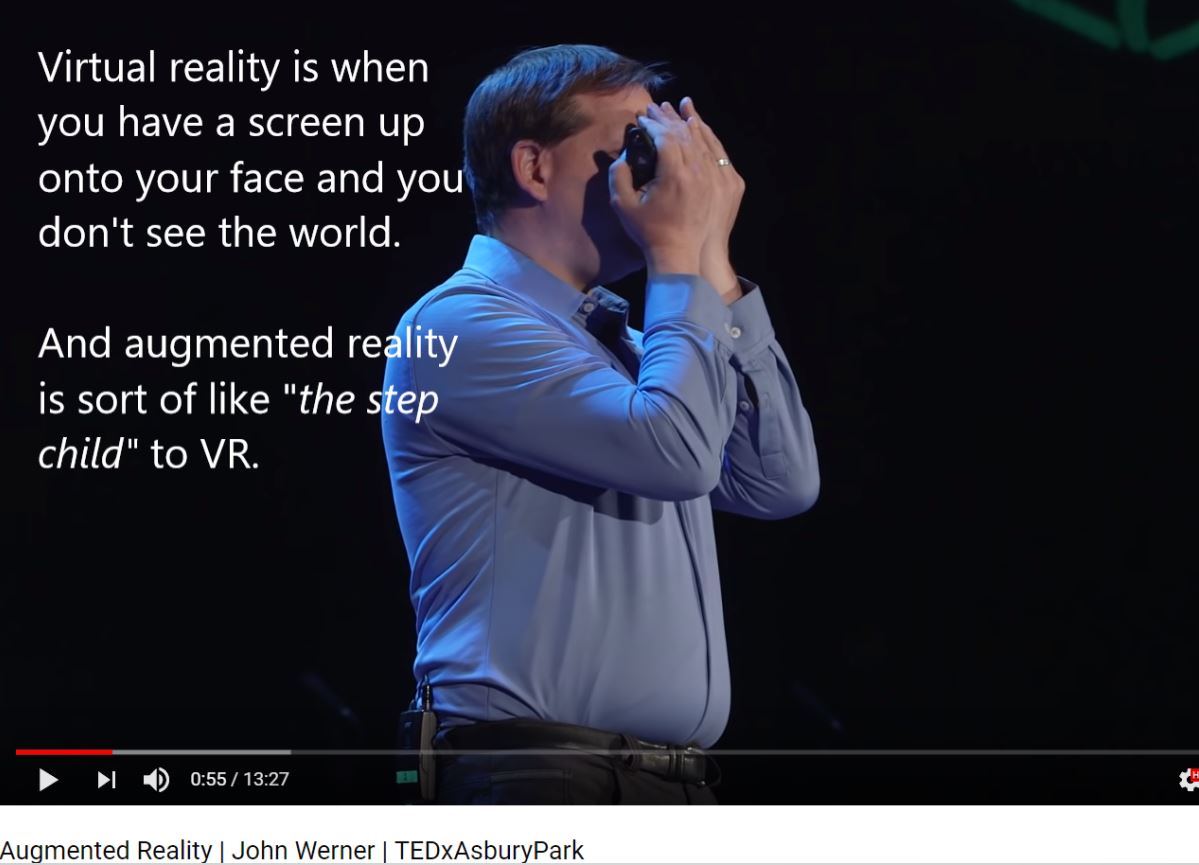 Virtual reality is when
you have a screen up
onto your face and you
don't see the world.
And augmented reality
is sort of like "the step
child" to VR.
0:55 / 13:27
Augmented Reality | John Werner | TEDxAsburyPark